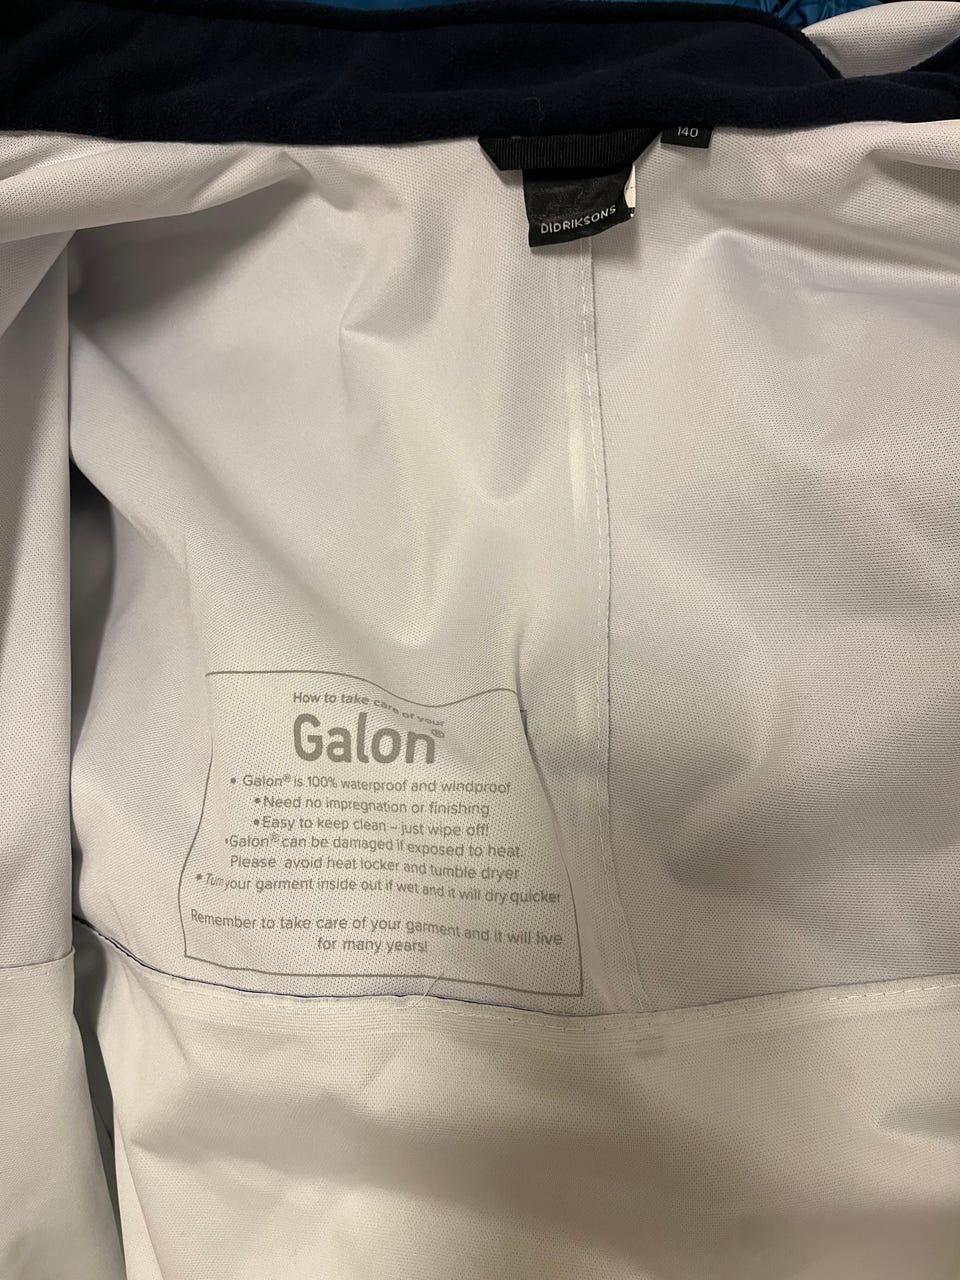 140
DIDRIKSONS
How to take care of your
Galon®
• Galon® is 100% waterproof and windproof
• Need no impregnation or finishing
• Easy to keep clean – just wipe off!
• Galon® can be damaged if exposed to heat.
Please avoid heat locker and tumble dryer
• Turn your garment inside out if wet and it will dry quicker
Remember to take care of your garment and it will live
for many years!